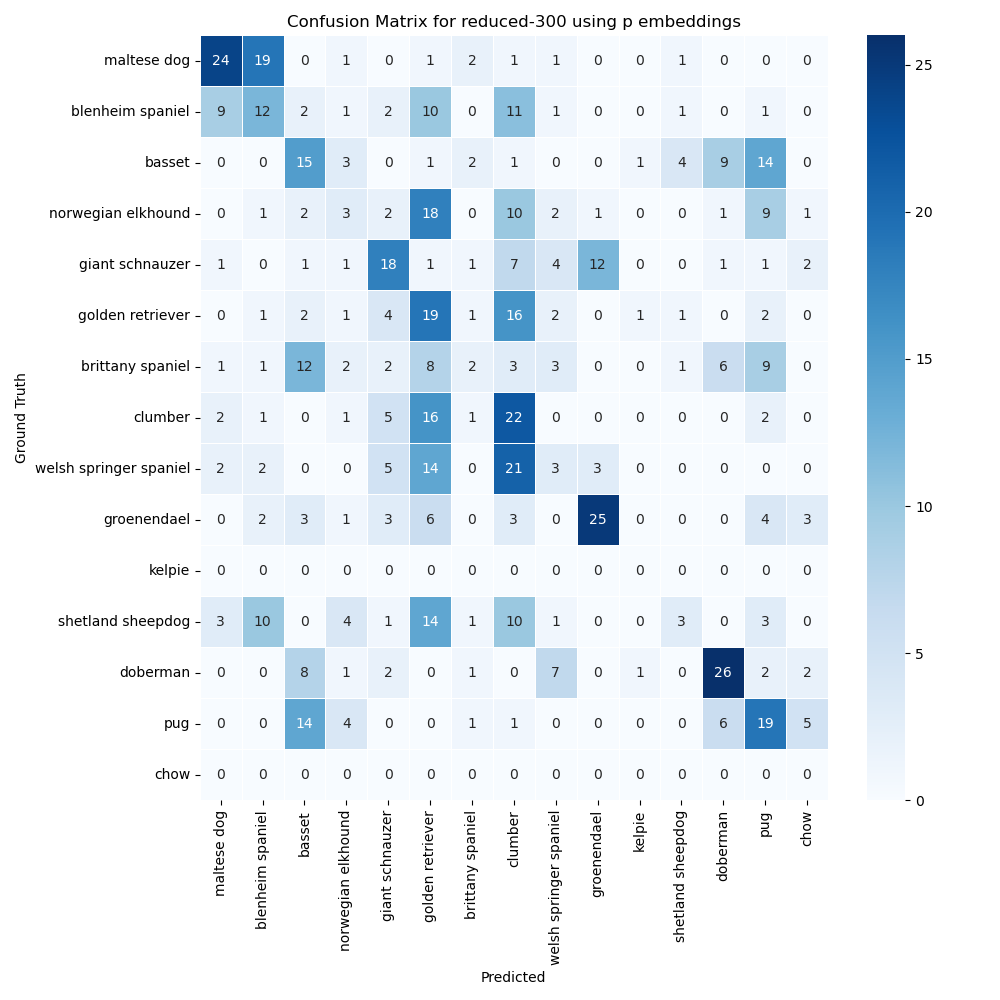 Confusion Matrix for reduced-300 using p embeddings
Ground Truth
maltese dog 24 19 0 1 0 1 2 1 1 0 0 1 0 0 0
blenheim spaniel 9 12 2 1 2 10 0 11 1 0 0 1 0 1 0
basset 0 0 15 3 0 1 2 1 0 0 1 4 9 14 0
norwegian elkhound 0 1 2 3 2 18 0 10 2 1 0 0 1 9 1
giant schnauzer 1 0 1 1 18 1 1 7 4 12 0 0 1 1 2
golden retriever 0 1 2 1 4 19 1 16 2 0 1 1 0 2 0
brittany spaniel 1 1 12 2 2 8 2 3 3 0 0 1 6 9 0
clumber 2 1 0 1 5 16 1 22 0 0 0 0 0 2 0
welsh springer spaniel 2 2 0 0 5 14 0 21 3 3 0 0 0 0 0
groenendael 0 2 3 1 3 6 0 3 0 25 0 0 0 4 3
kelpie 0 0 0 0 0 0 0 0 0 0 0 0 0 0 0
shetland sheepdog 3 10 0 4 1 14 1 10 1 0 0 3 0 3 0
doberman 0 0 8 1 2 0 1 0 7 0 1 0 26 2 2
pug 0 0 14 4 0 0 1 1 0 0 0 0 6 19 5
chow 0 0 0 0 0 0 0 0 0 0 0 0 0 0 0
maltese dog
blenheim spaniel
basset
norwegian elkhound
giant schnauzer
golden retriever
brittany spaniel
clumber
welsh springer spaniel
groenendael
kelpie
shetland sheepdog
doberman
pug
chow
Predicted
25
20
15
10
5
0